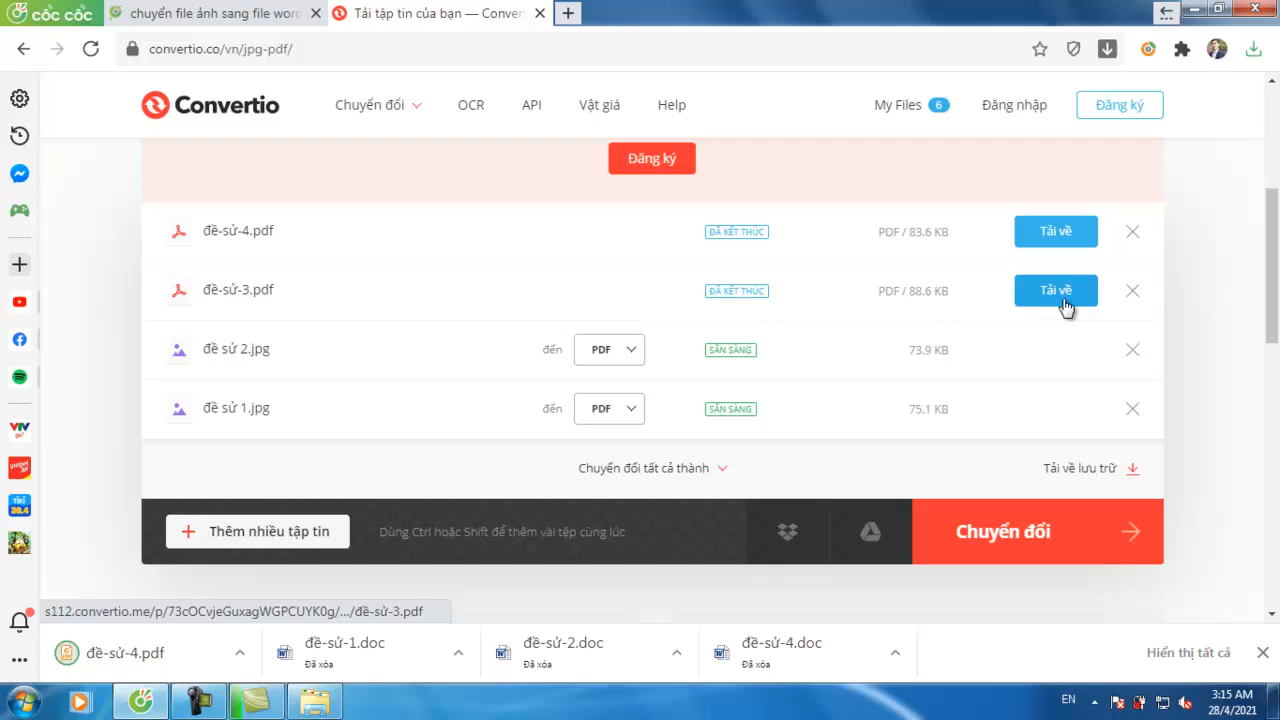 cốc cốc
chuyển file ảnh sang file wor
Tải tập tin của bạn — Convert
convertio.co/vn/jpg-pdf/
Convertio
Chuyển đổi
OCR
API
Vật giá
Help
My Files 6
Đăng nhập
Đăng ký
Đăng ký
đề-sử-4.pdf
ĐÃ KẾT THÚC
PDF / 83.6 KB
Tải về
đề-sử-3.pdf
ĐÃ KẾT THÚC
PDF / 88.6 KB
Tải về
đề sử 2.jpg
đến
PDF
SẴN SÀNG
73.9 KB
đề sử 1.jpg
đến
PDF
SẴN SÀNG
75.1 KB
Chuyển đổi tất cả thành
Tải về lưu trữ
Thêm nhiều tập tin
Dùng Ctrl hoặc Shift để thêm vài tệp cùng lúc
Chuyển đổi
s112.convertio.me/p/73cOCvjeGuxagWGPCUYK0g/.../đề-sử-3.pdf
đề-sử-4.pdf
đề-sử-1.doc
Đã xóa
đề-sử-2.doc
Đã xóa
đề-sử-4.doc
Đã xóa
Hiển thị tất cả
EN
3:15 AM
28/4/2021